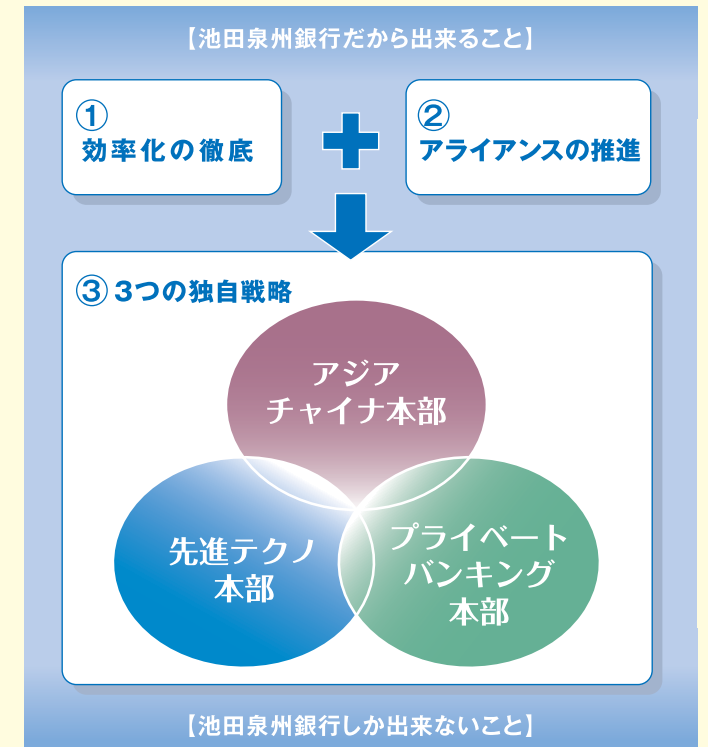 【池田泉州銀行だから出来ること】
①
効率化の徹底
②
アライアンスの推進
③3つの独自戦略
アジア
チャイナ本部
先進テクノ
本部
プライベート
バンキング
本部
【池田泉州銀行しか出来ないこと】